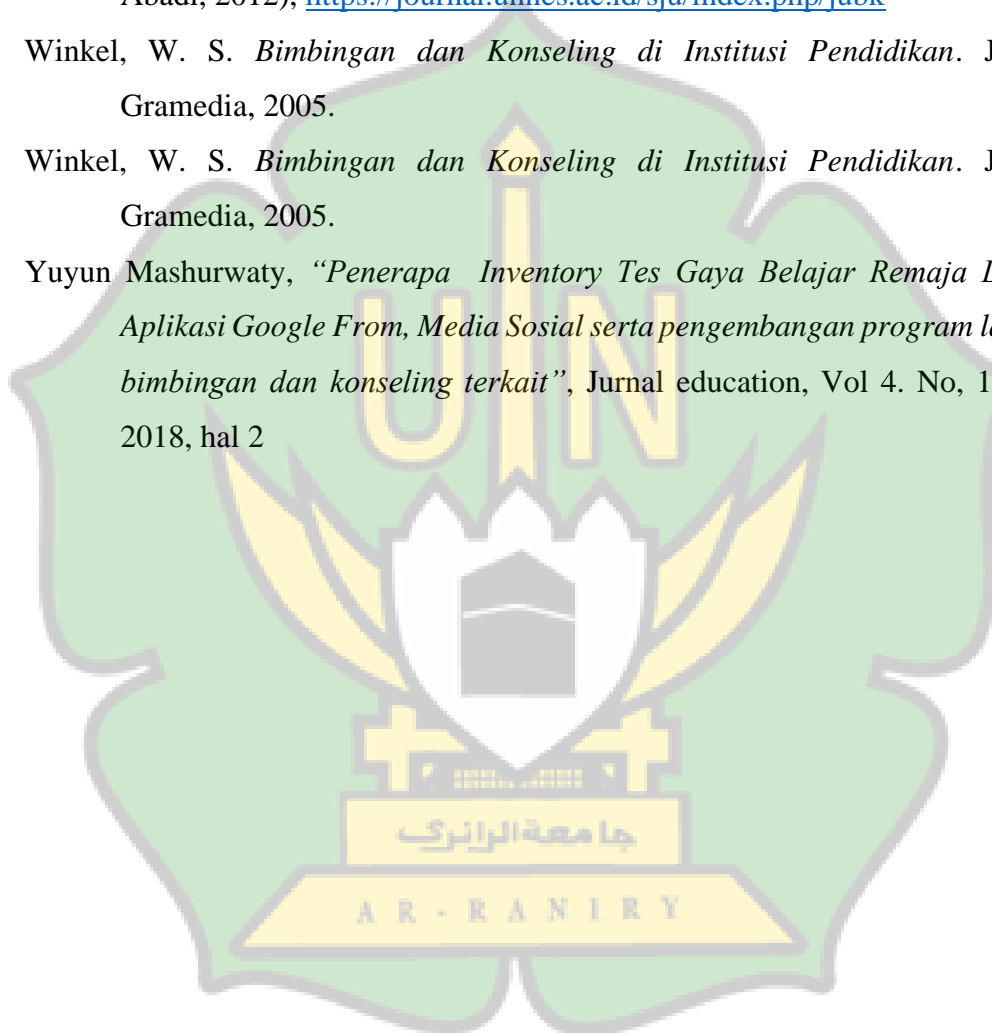 Abadi, 2012), https://journal.unnes.ac.id/sju/index.php/jubk
Winkel, W. S. Bimbingan dan Konseling di Institusi Pendidikan. J
Gramedia, 2005.
Winkel, W. S. Bimbingan dan Konseling di Institusi Pendidikan. J
Gramedia, 2005.
Yuyun Mashurwaty, “Penerapa Inventory Tes Gaya Belajar Remaja
Aplikasi Google From, Media Sosial serta pengembangan program
bimbingan dan konseling terkait”, Jurnal education, Vol 4. No, 1
2018, hal 2
UIN
جامعة الرانري
AR-RANIRY